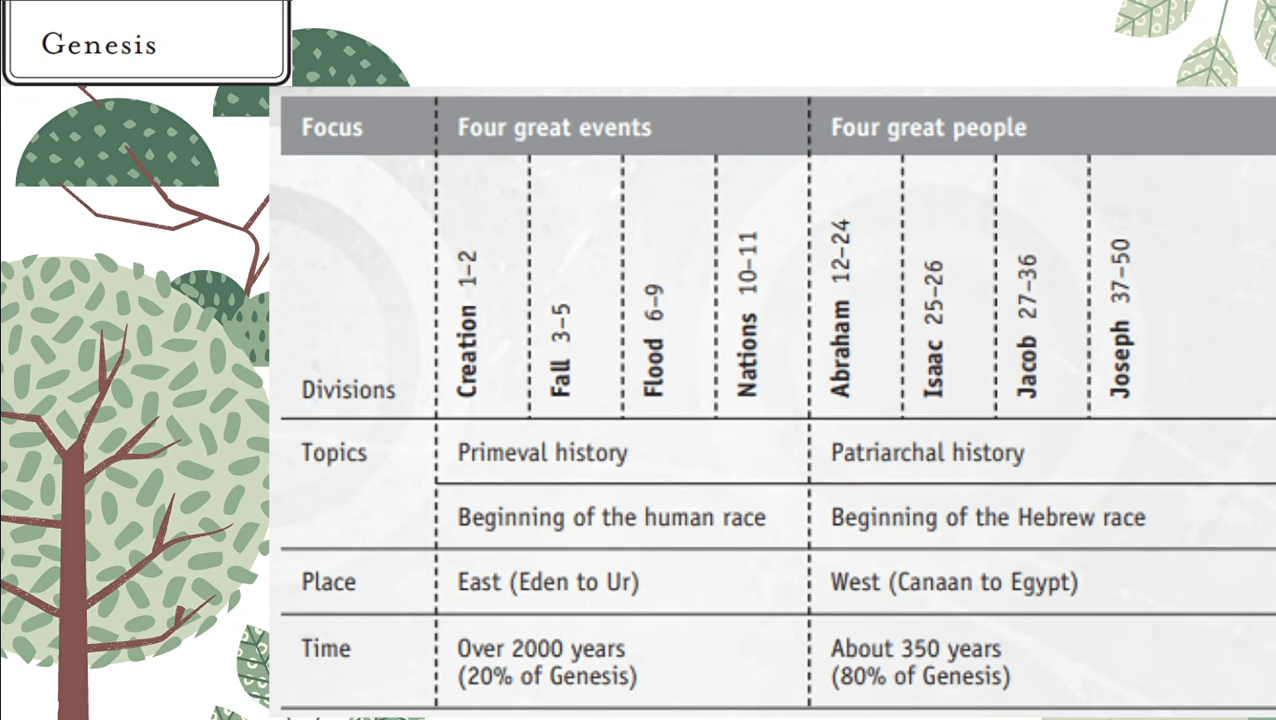 Genesis
Focus
Four great events
Four great people
Divisions
Creation 1–2
Fall 3–5
Flood 6–9
Nations 10–11
Abraham 12–24
Isaac 25–26
Jacob 27–36
Joseph 37–50
Topics
Primeval history
Patriarchal history
Beginning of the human race
Beginning of the Hebrew race
Place
East (Eden to Ur)
West (Canaan to Egypt)
Time
Over 2000 years
(20% of Genesis)
About 350 years
(80% of Genesis)